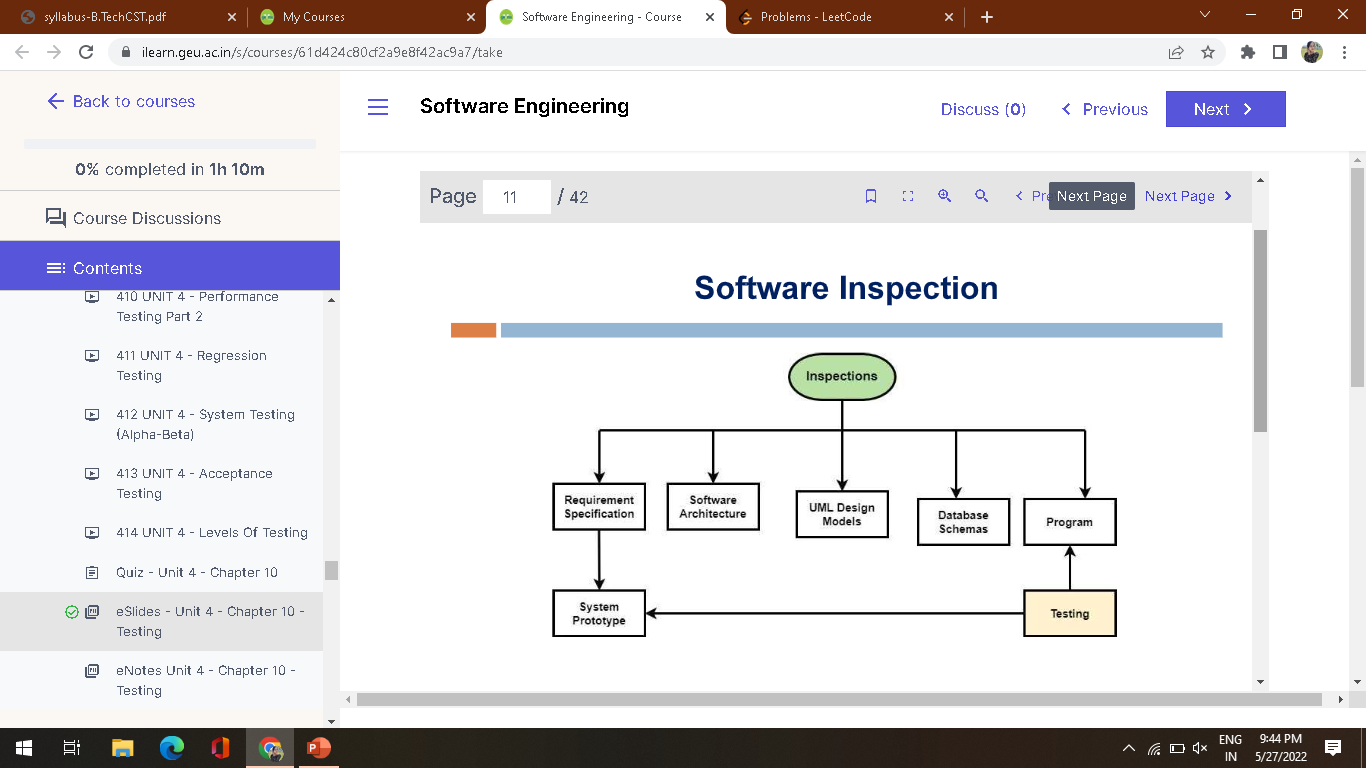 syllabus-B.TechCST.pdf
My Courses
Software Engineering - Course
Problems - LeetCode
ilearn.geu.ac.in/s/courses/61d424c80cf2a9e8f42ac9a7/take
Back to courses
0% completed in 1h 10m
Course Discussions
Contents
410 UNIT 4 - Performance
Testing Part 2
411 UNIT 4 - Regression
Testing
412 UNIT 4 - System Testing
(Alpha-Beta)
413 UNIT 4 - Acceptance
Testing
414 UNIT 4 - Levels Of Testing
Quiz - Unit 4 - Chapter 10
eSlides - Unit 4 - Chapter 10 -
Testing
eNotes Unit 4 - Chapter 10 -
Testing
Software Engineering
Discuss (0)
Previous
Next
Page 11 / 42
Pre
Next Page
Next Page
Software Inspection
Inspections
Requirement
Specification
Software
Architecture
UML Design
Models
Database
Schemas
Program
System
Prototype
Testing
ENG
IN
9:44 PM
5/27/2022